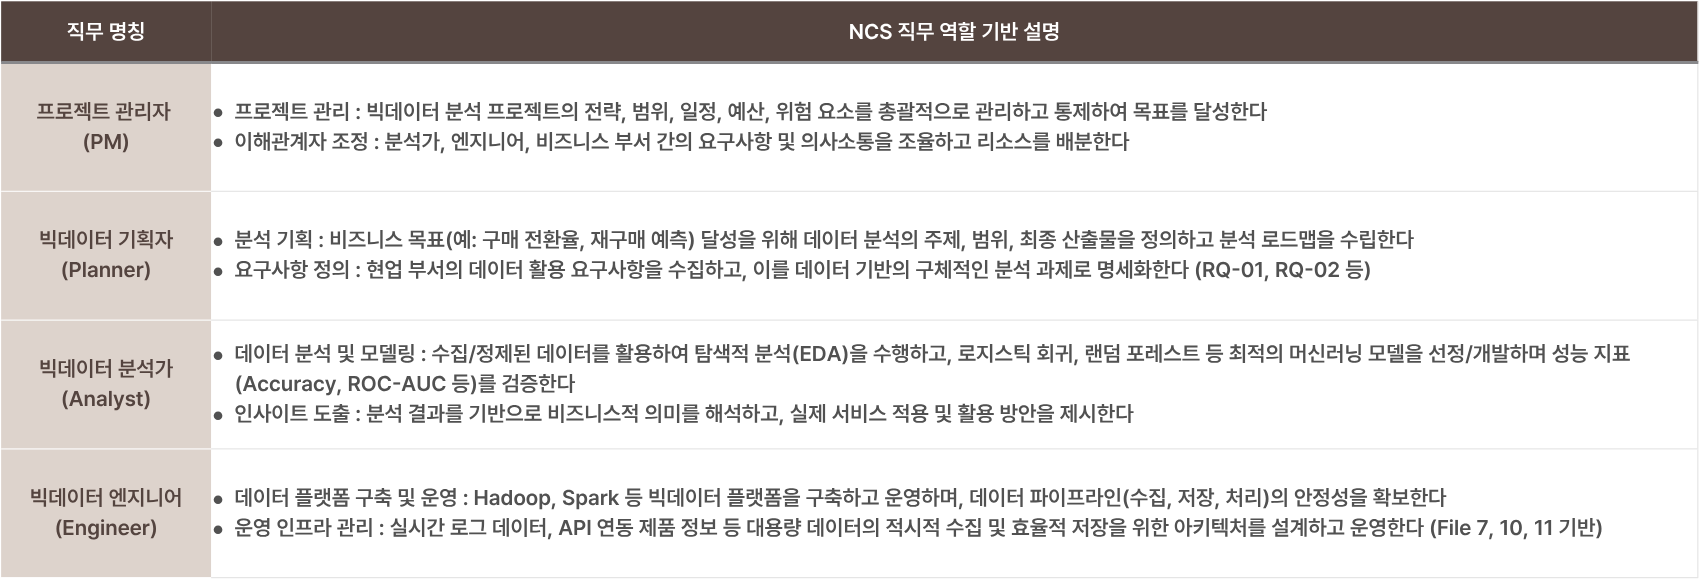 직무 명칭
NCS 직무 역할 기반 설명
프로젝트 관리자
(PM)
● 프로젝트 관리 : 빅데이터 분석 프로젝트의 전략, 범위, 일정, 예산, 위험 요소를 총괄적으로 관리하고 통제하여 목표를 달성한다
● 이해관계자 조정 : 분석가, 엔지니어, 비즈니스 부서 간의 요구사항 및 의사소통을 조율하고 리소스를 배분한다
빅데이터 기획자
(Planner)
● 분석 기획 : 비즈니스 목표(예: 구매 전환율, 재구매 예측) 달성을 위해 데이터 분석의 주제, 범위, 최종 산출물을 정의하고 분석 로드맵을 수립한다
● 요구사항 정의 : 현업 부서의 데이터 활용 요구사항을 수집하고, 이를 데이터 기반의 구체적인 분석 과제로 명세화한다 (RQ-01, RQ-02 등)
빅데이터 분석가
(Analyst)
● 데이터 분석 및 모델링 : 수집/정제된 데이터를 활용하여 탐색적 분석(EDA)을 수행하고, 로지스틱 회귀, 랜덤 포레스트 등 최적의 머신러닝 모델을 선정/개발하며 성능 지표
(Accuracy, ROC-AUC 등)를 검증한다
● 인사이트 도출 : 분석 결과를 기반으로 비즈니스적 의미를 해석하고, 실제 서비스 적용 및 활용 방안을 제시한다
빅데이터 엔지니어
(Engineer)
● 데이터 플랫폼 구축 및 운영 : Hadoop, Spark 등 빅데이터 플랫폼을 구축하고 운영하며, 데이터 파이프라인(수집, 저장, 처리)의 안정성을 확보한다
● 운영 인프라 관리 : 실시간 로그 데이터, API 연동 제품 정보 등 대용량 데이터의 적시적 수집 및 효율적 저장을 위한 아키텍처를 설계하고 운영한다 (File 7, 10, 11 기반)